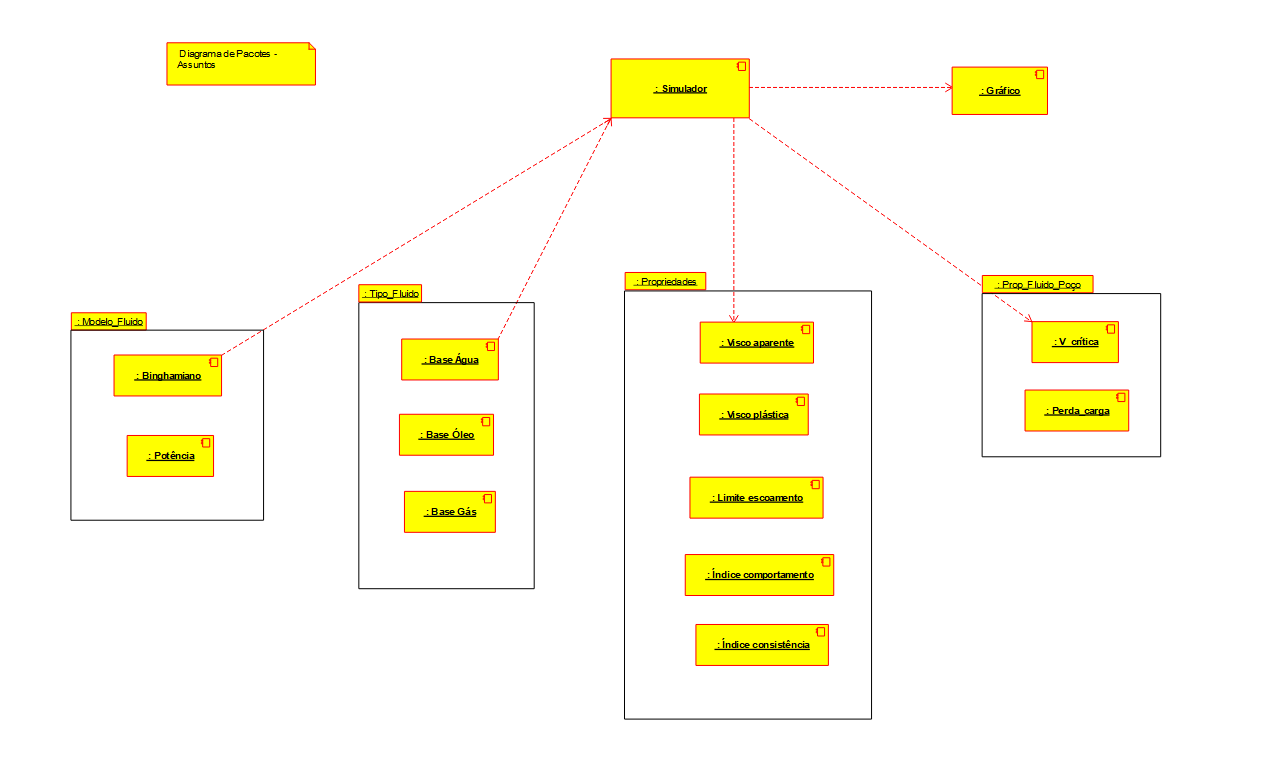 Diagrama de Pacotes -
Assuntos
: Simulador
: Gráfico
: Modelo_Fluido
: Binghamiano
: Potência
: Tipo_Fluido
: Base Água
: Base Óleo
: Base Gás
: Propriedades
: Visco aparente
: Visco plástica
: Limite escoamento
: Índice comportamento
: Índice consistência
: Prop_Fluido_Poço
: V_crítica
: Perda_carga